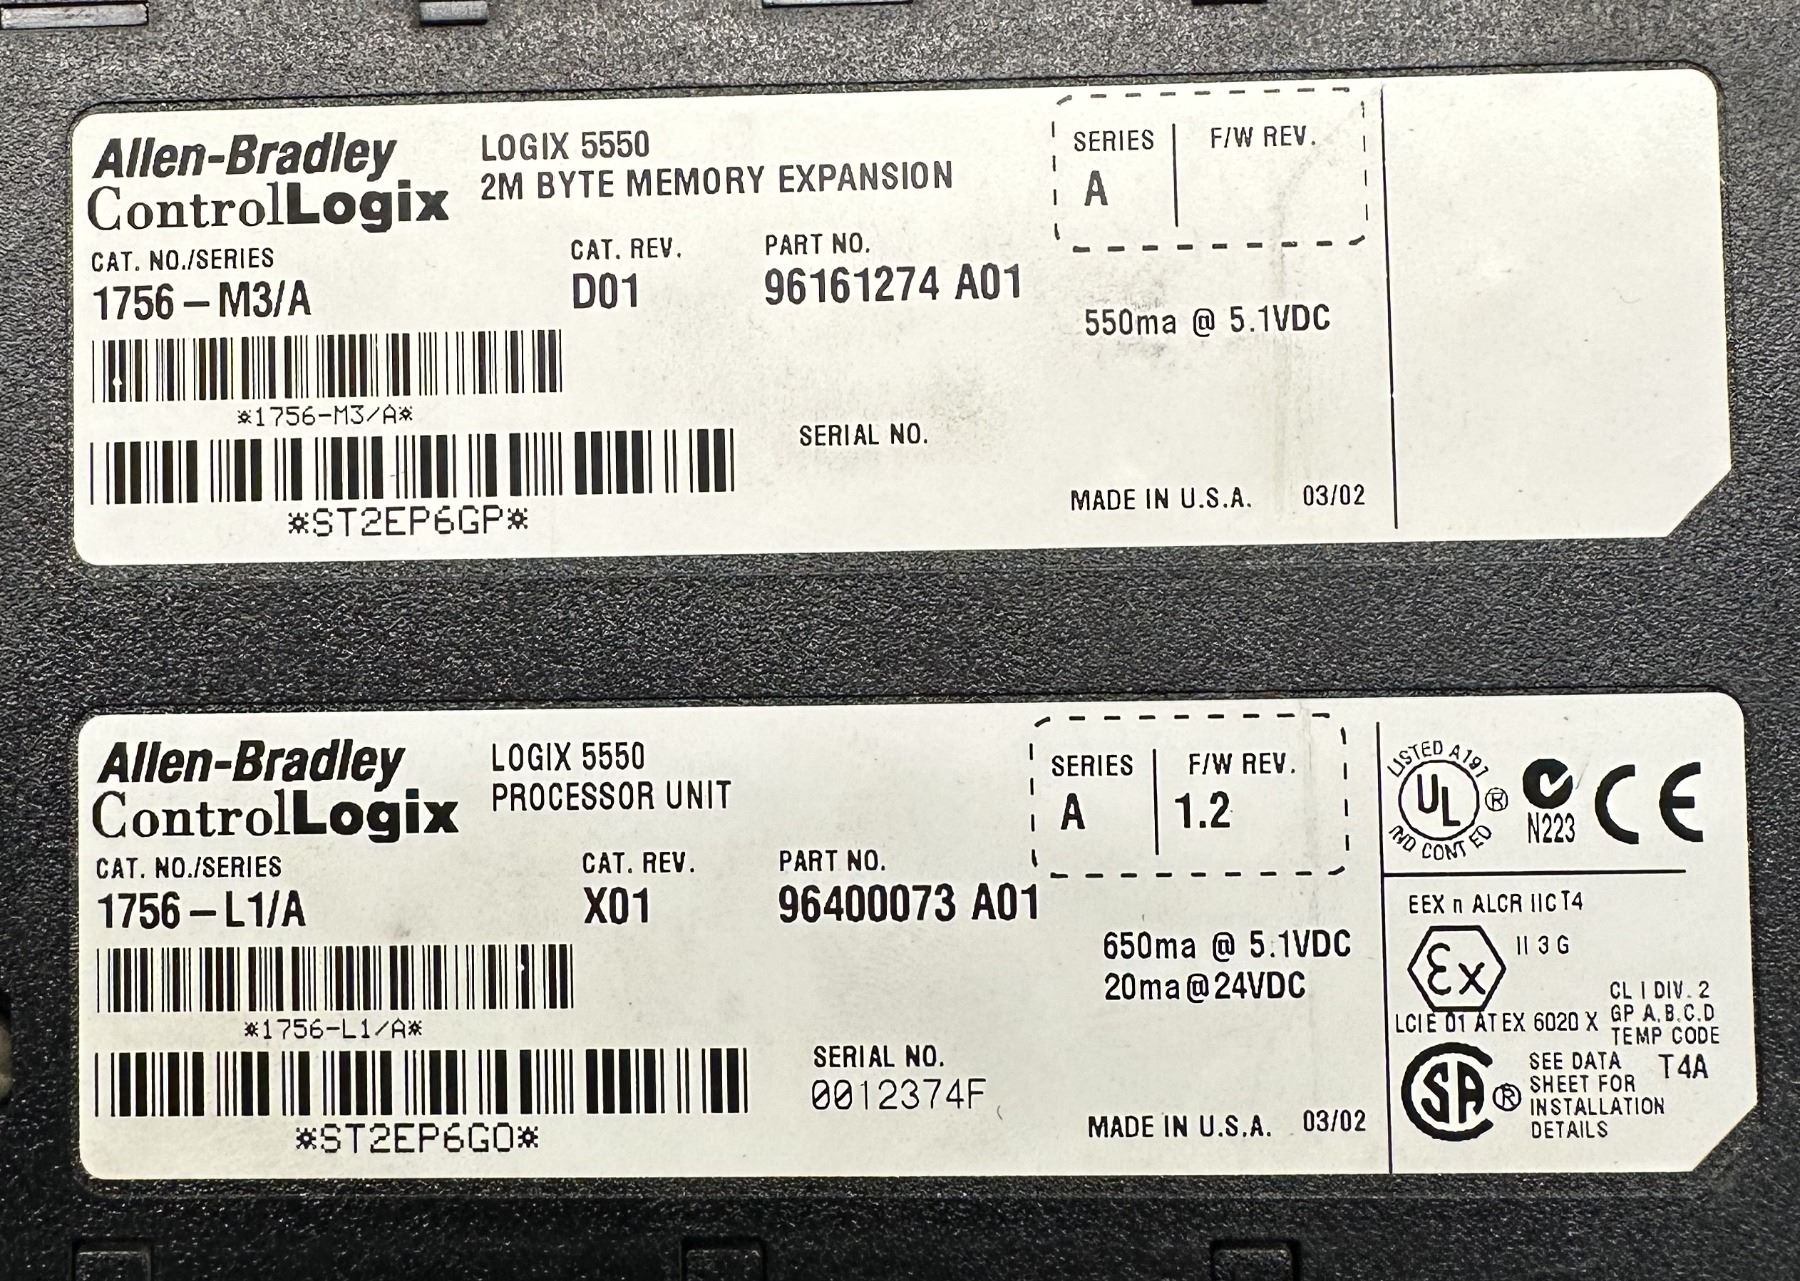 Allen-Bradley
ControlLogix
LOGIX 5550
2M BYTE MEMORY EXPANSION
SERIES
A
F/W REV.
CAT. NO./SERIES
1756-M3/A
CAT. REV.
D01
PART NO.
96161274 A01
550ma @ 5.1VDC
*1756-M3/A*
SERIAL NO.
*ST2EP6GP*
MADE IN U.S.A. 03/02
Allen-Bradley
ControlLogix
LOGIX 5550
PROCESSOR UNIT
SERIES
A
F/W REV.
1.2
CAT. NO./SERIES
1756-L1/A
CAT. REV.
X01
PART NO.
96400073 A01
650ma @ 5.1VDC
20ma@24VDC
*1756-L1/A*
SERIAL NO.
0012374F
*ST2EP6GO*
MADE IN U.S.A. 03/02
LISTED A197
UL ®
IND CONT EQ
N223
CE
EEX n ALCR IIC T4
Ex
II 3 G
LCIE 01 ATEX 6020 X
CL I DIV. 2
GP A,B,C,D
TEMP CODE
T4A
SA ®
SEE DATA
SHEET FOR
INSTALLATION
DETAILS